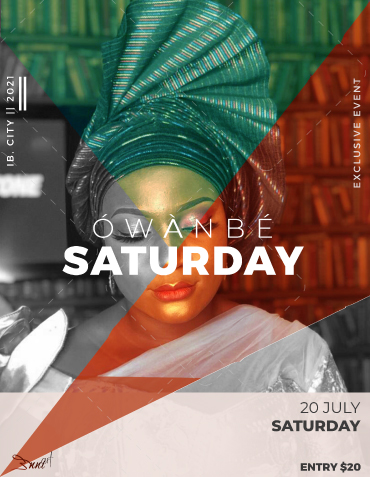 IB. CITY || 2021
EXCLUSIVE EVENT
ÓWÀNBÉ
SATURDAY
20 JULY
SATURDAY
ENTRY $20